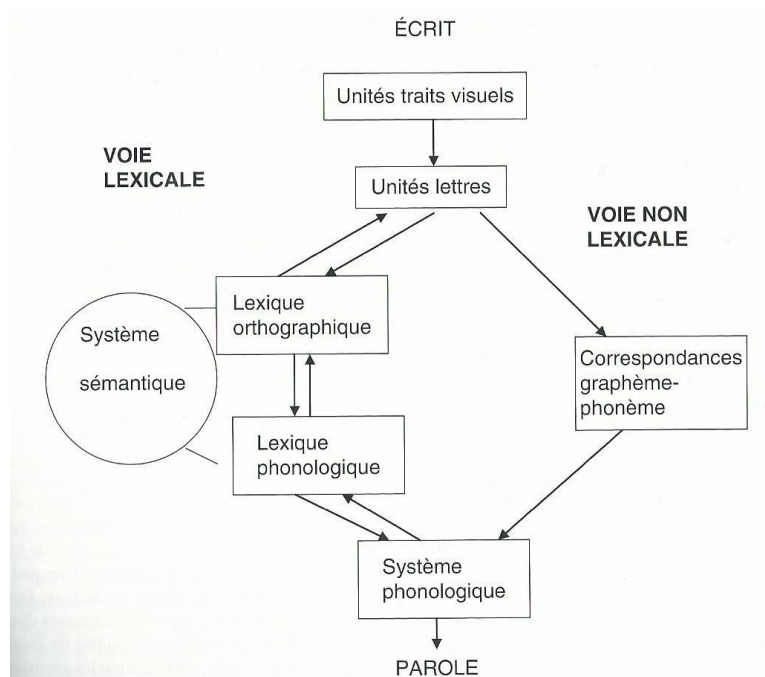 ÉCRIT
Unités traits visuels
VOIE
LEXICALE
Unités lettres
VOIE NON
LEXICALE
Lexique
orthographique
Système
sémantique
Correspondances
graphème-
phonème
Lexique
phonologique
Système
phonologique
PAROLE